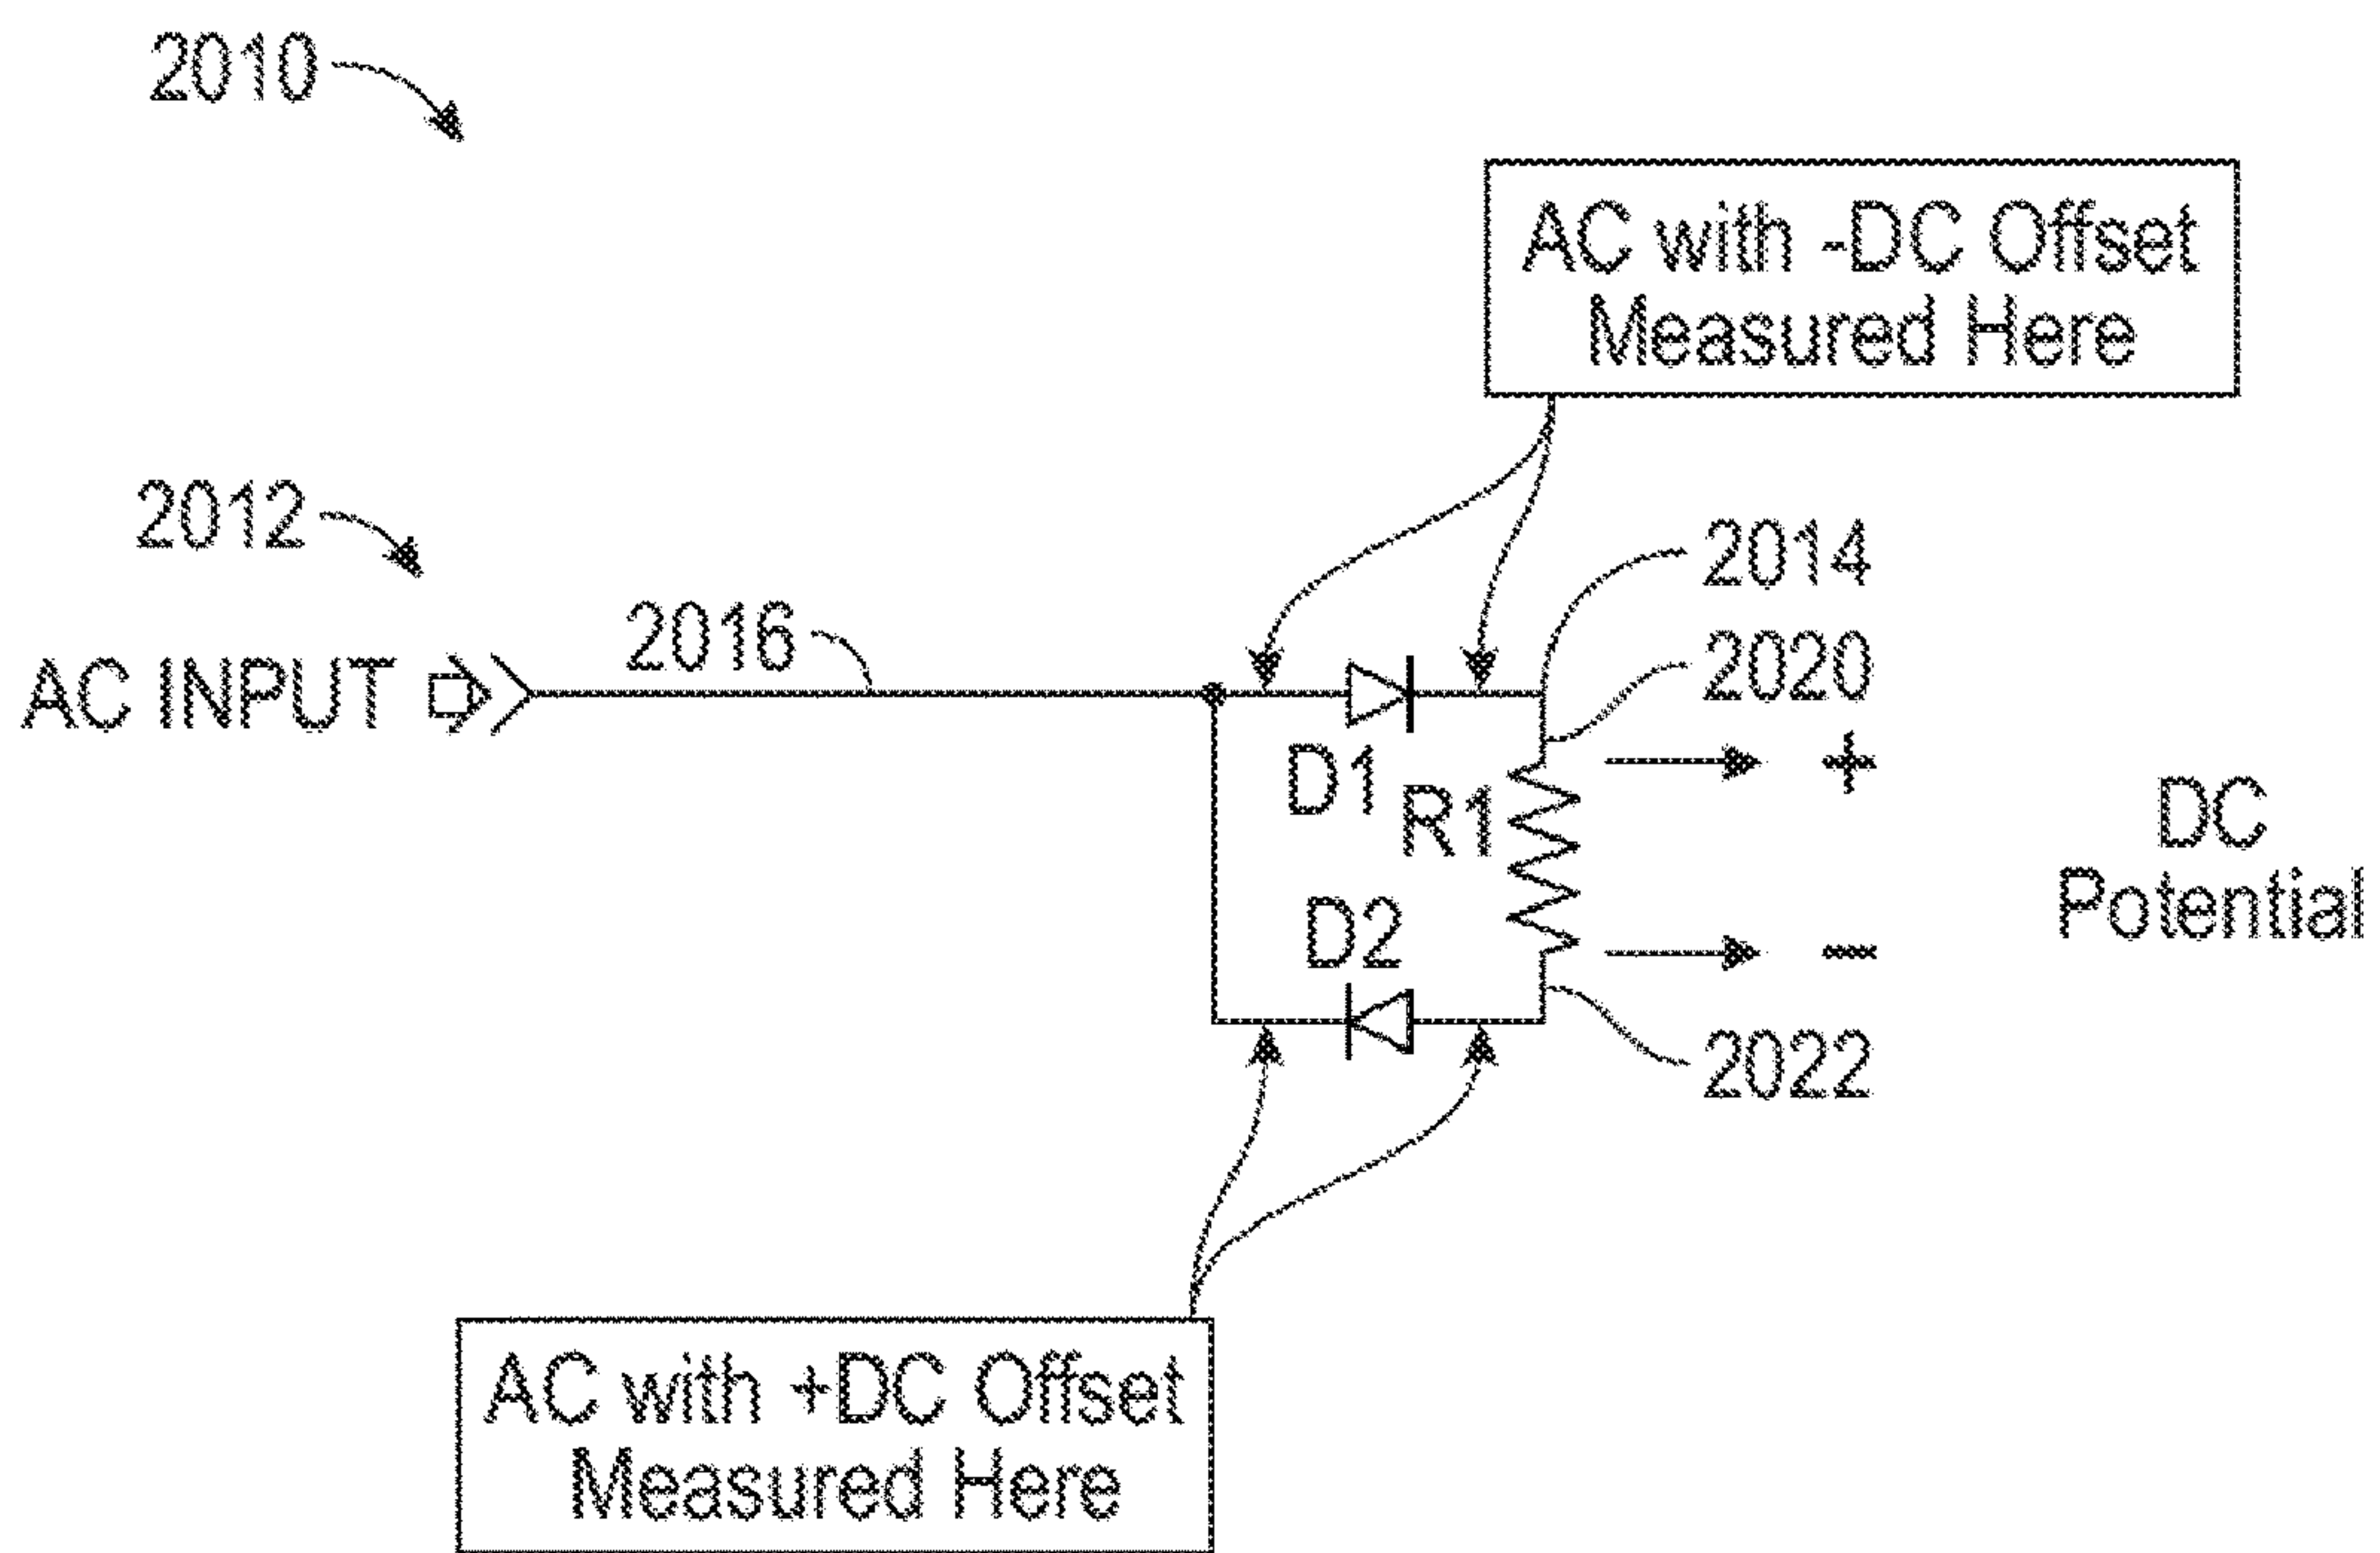 2010
AC with -DC Offset
Measured Here
2012
2014
2016
2020
AC INPUT
D1
R1
+
DC
Potential
D2
-
2022
AC with +DC Offset
Measured Here